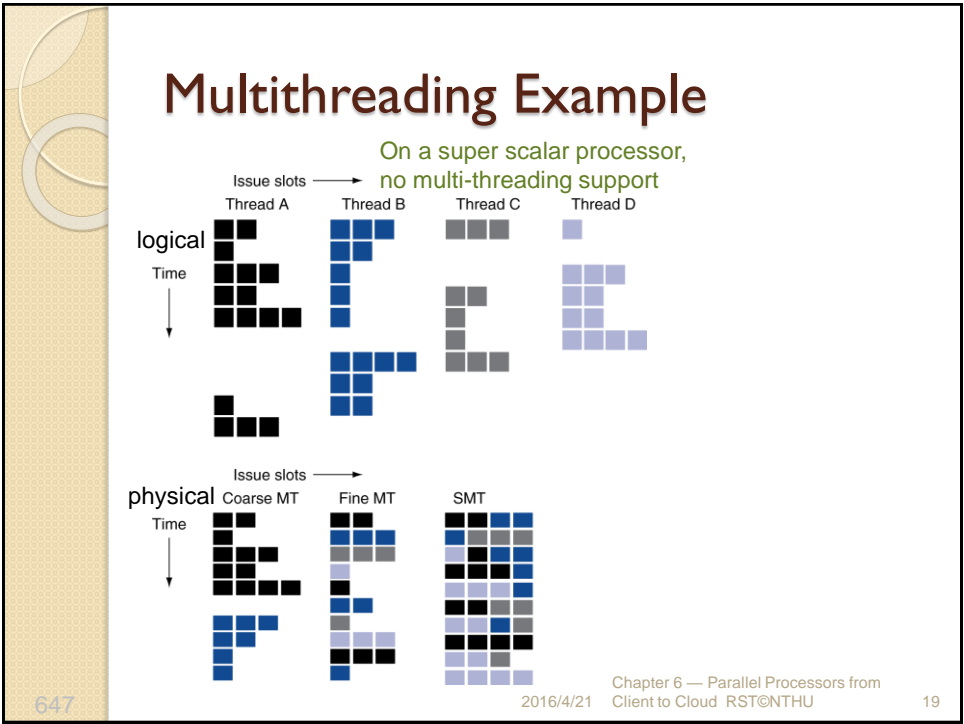 Multithreading Example
On a super scalar processor,
no multi-threading support
Issue slots
Thread A Thread B Thread C Thread D
logical
Time
Issue slots
physical Coarse MT Fine MT SMT
Time
647
2016/4/21
Chapter 6 — Parallel Processors from
Client to Cloud RST©NTHU
19